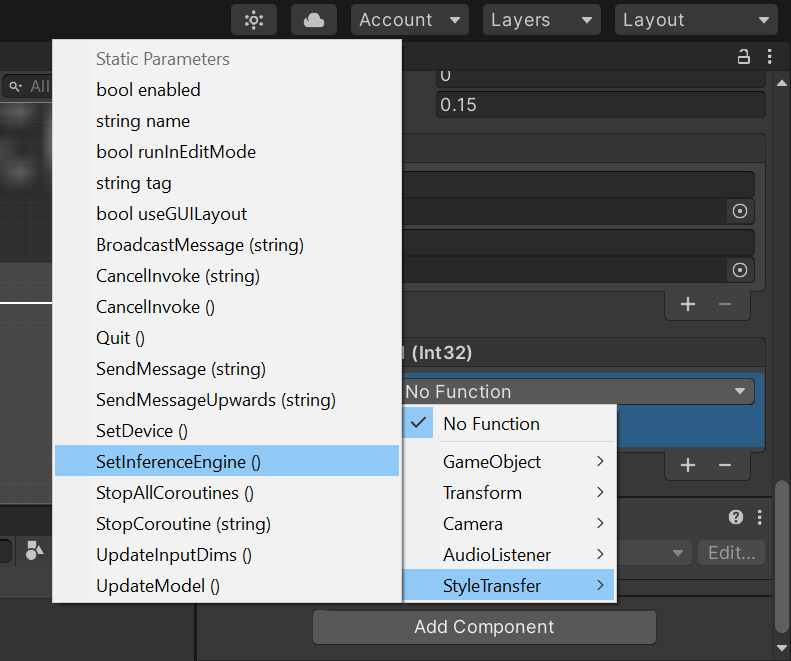 Account
Layers
Layout
All
0
0.15
Static Parameters
bool enabled
string name
bool runInEditMode
string tag
bool useGUILayout
BroadcastMessage (string)
CancelInvoke (string)
CancelInvoke ()
Quit ()
SendMessage (string)
SendMessageUpwards (string)
SetDevice ()
SetInferenceEngine ()
StopAllCoroutines ()
StopCoroutine (string)
UpdateInputDims ()
UpdateModel ()
(Int32)
No Function
No Function
GameObject
Transform
Camera
AudioListener
StyleTransfer
Edit...
Add Component